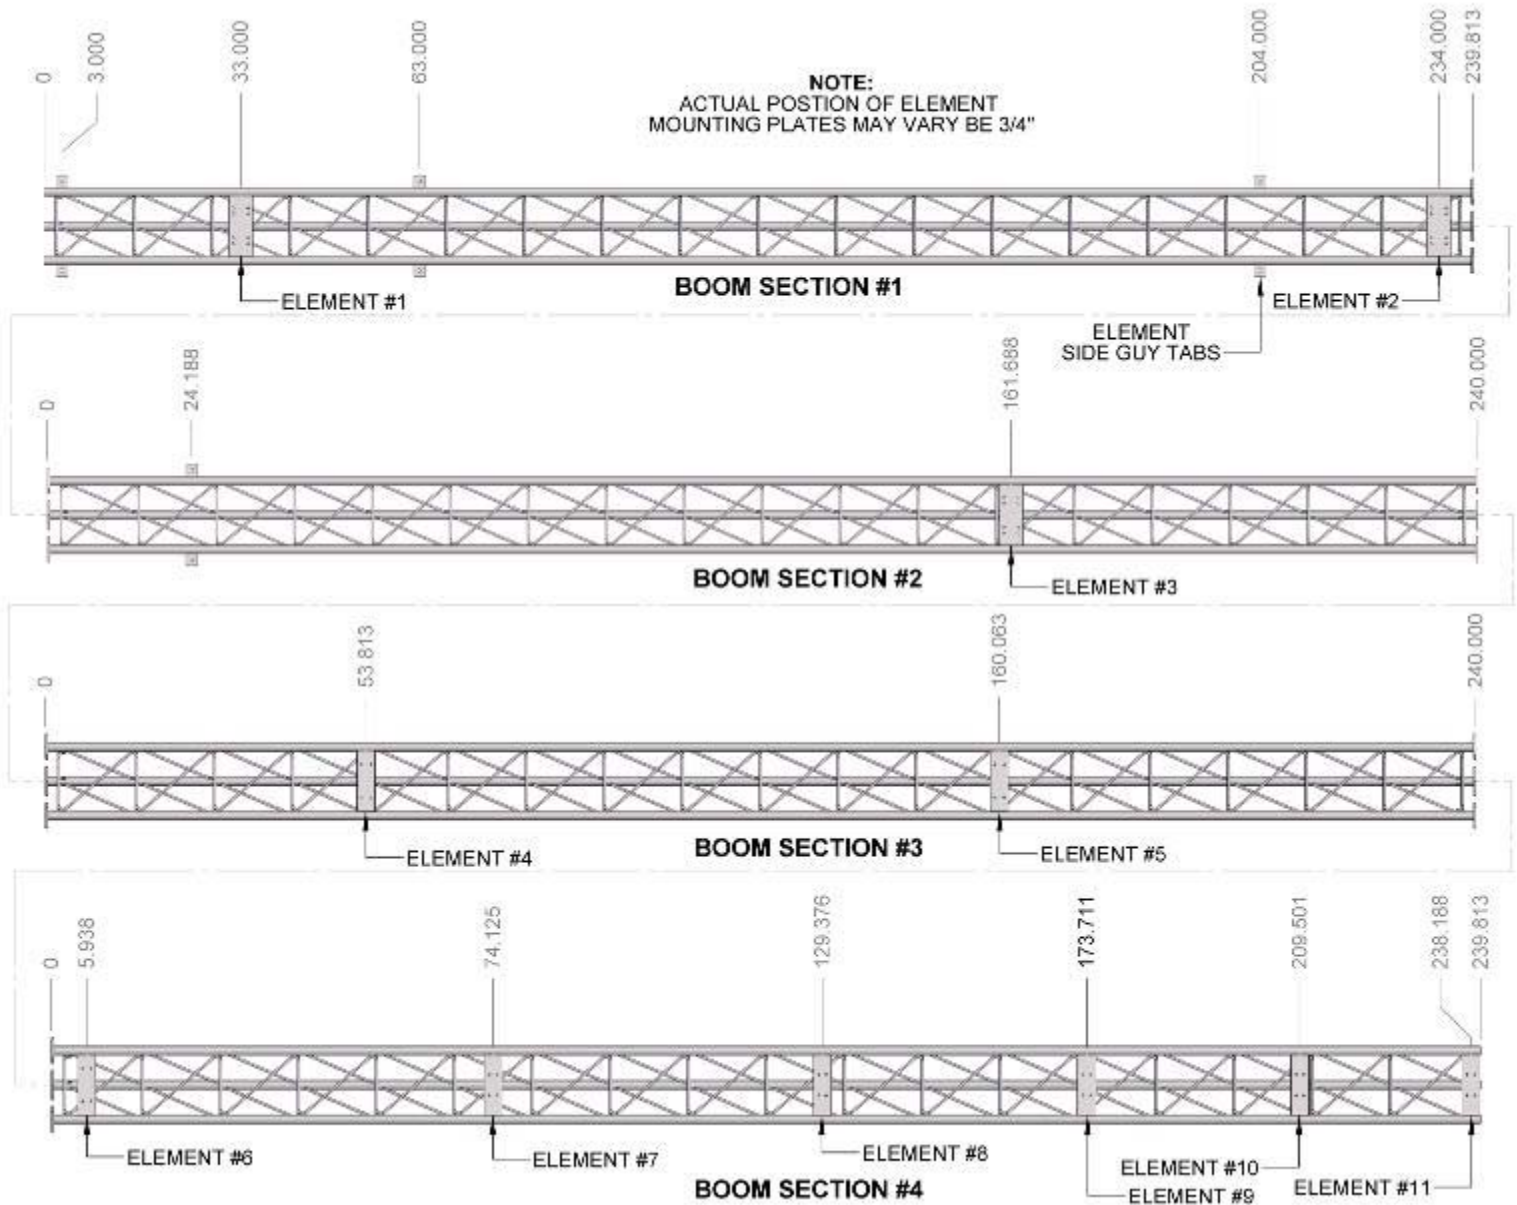 0
3.000
33.000
63.000
204.000
234.000
239.813
NOTE:
ACTUAL POSTION OF ELEMENT
MOUNTING PLATES MAY VARY BE 3/4"
ELEMENT #1
BOOM SECTION #1
ELEMENT #2
ELEMENT
SIDE GUY TABS
0
24.188
161.688
240.000
BOOM SECTION #2
ELEMENT #3
0
53.813
160.063
240.000
ELEMENT #4
BOOM SECTION #3
ELEMENT #5
0
5.938
74.125
129.376
173.711
209.501
238.188
239.813
ELEMENT #6
ELEMENT #7
ELEMENT #8
ELEMENT #10
ELEMENT #9
ELEMENT #11
BOOM SECTION #4